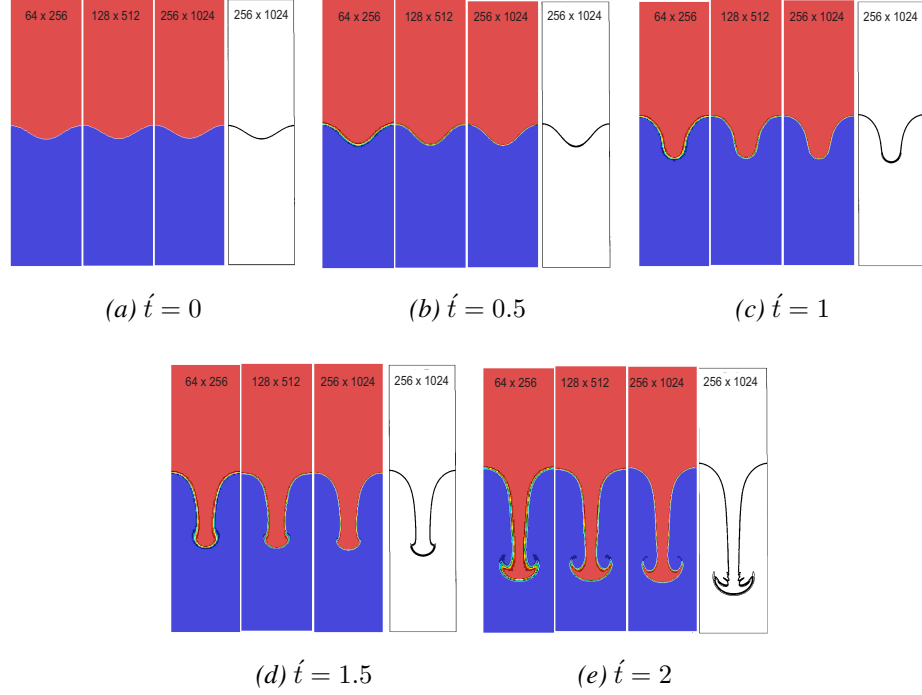 64 x 256 128 x 512 256 x 1024 256 x 1024
64 x 256 128 x 512 256 x 1024 256 x 1024
64 x 256 128 x 512 256 x 1024 256 x 1024
(a) t́ = 0
(b) t́ = 0.5
(c) t́ = 1
64 x 256 128 x 512 256 x 1024 256 x 1024
64 x 256 128 x 512 256 x 1024 256 x 1024
(d) t́ = 1.5
(e) t́ = 2